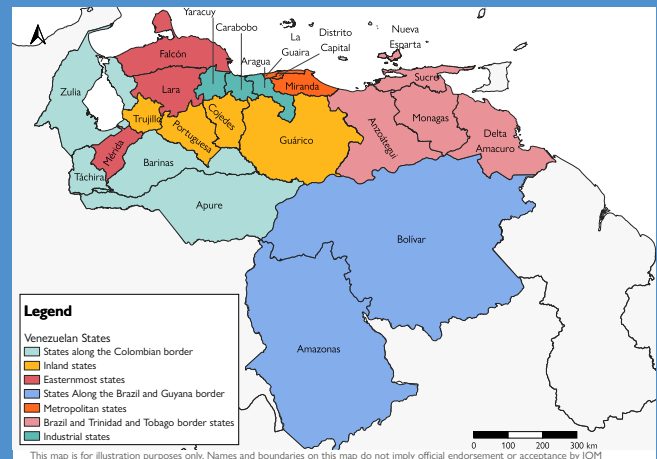 Yaracuy
Carabobo
La
Guaira
Distrito
Capital
Nueva
Esparta
Aragua
Falcón
Sucre
Zulia
Lara
Miranda
Trujillo
Portuguesa
Cojedes
Guárico
Anzoátegui
Monagas
Delta
Amacuro
Mérida
Barinas
Táchira
Apure
Bolívar
Amazonas
Legend
Venezuelan States
States along the Colombian border
Inland states
Easternmost states
States Along the Brazil and Guyana border
Metropolitan states
Brazil and Trinidad and Tobago border states
Industrial states
0 100 200 300 km
This map is for illustration purposes only. Names and boundaries on this map do not imply official endorsement or acceptance by IOM